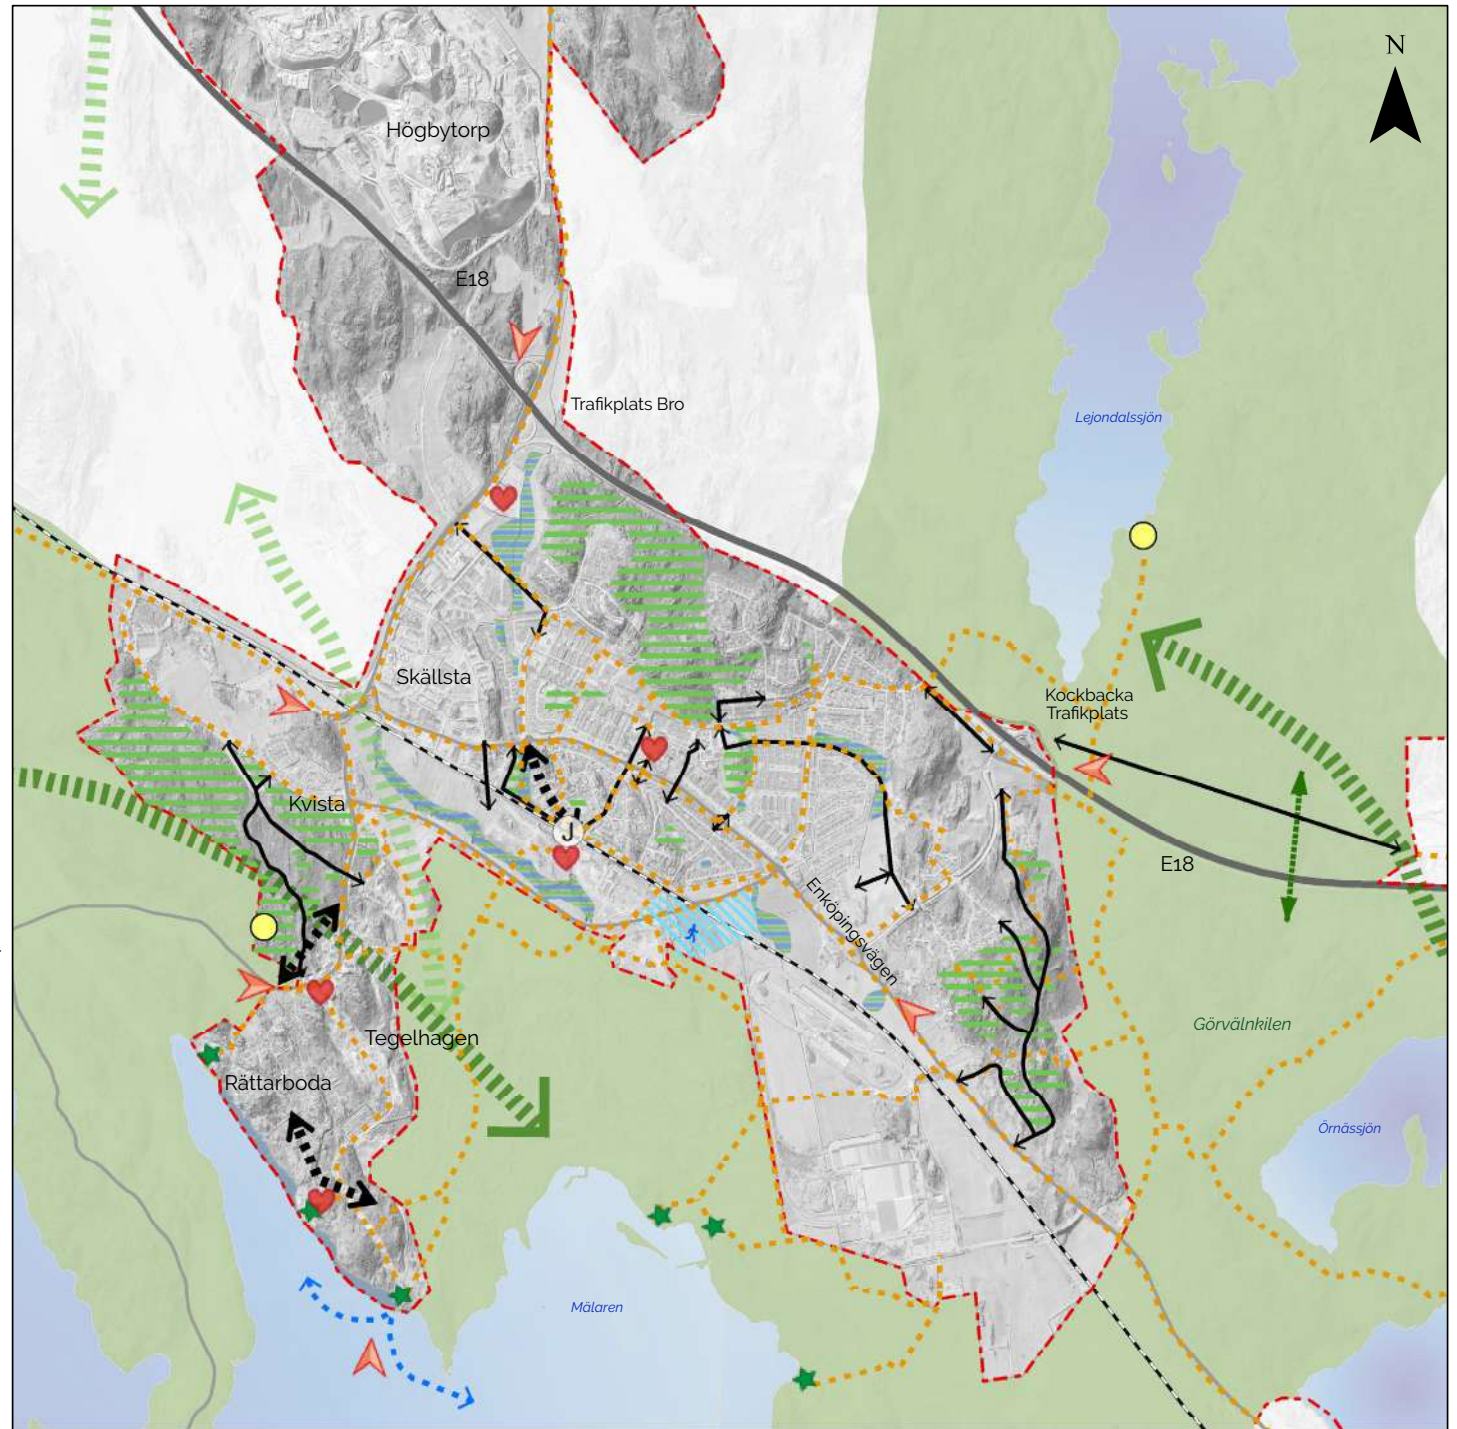 N
Högbytorp
E18
Trafikplats Bro
Lejondalssjön
Skällsta
Kockbacka
Trafikplats
Kvista
J
E18
Enköpingsvägen
Görvälnkilen
Tegelhagen
Rättarboda
Örnässjön
Mälaren